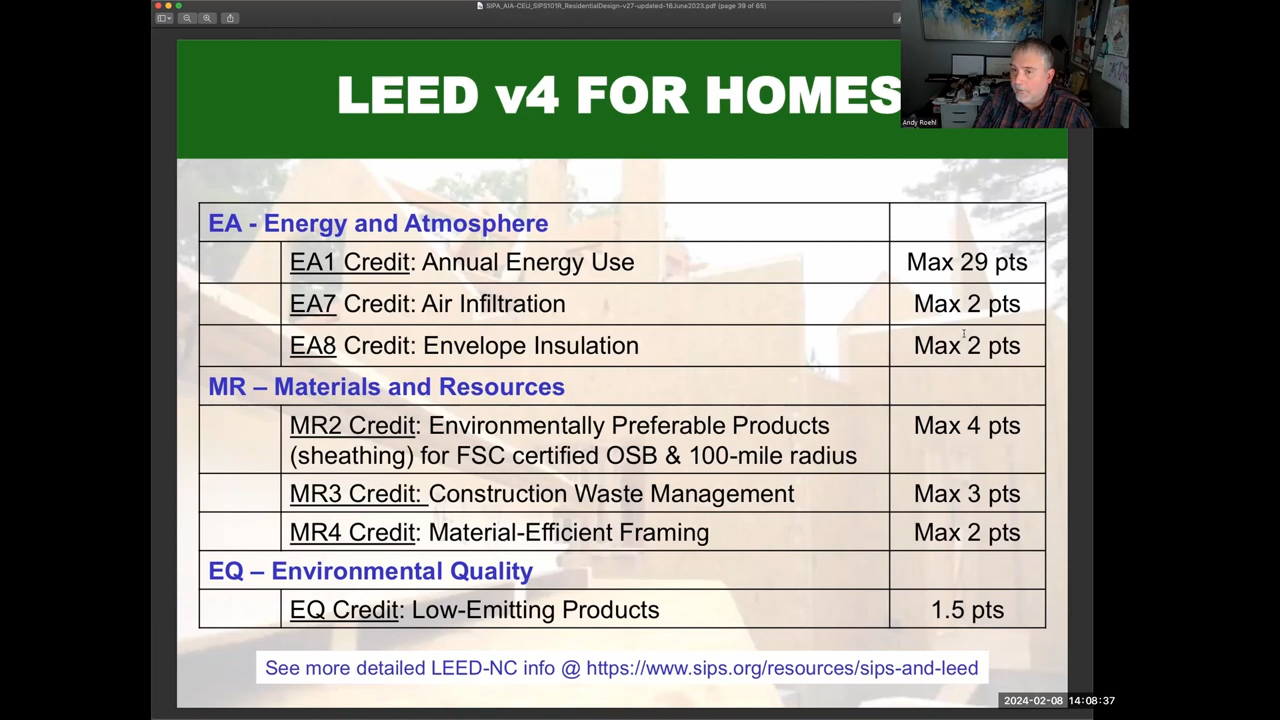 SIPA_AIA-CEU_SIPS101R_ResidentialDesign-v27-updated-16June2023.pdf (page 39 of 65)
LEED v4 FOR HOMES
Andy Roehl
EA - Energy and Atmosphere
EA1 Credit: Annual Energy Use Max 29 pts
EA7 Credit: Air Infiltration Max 2 pts
EA8 Credit: Envelope Insulation Max 2 pts
MR – Materials and Resources
MR2 Credit: Environmentally Preferable Products Max 4 pts
(sheathing) for FSC certified OSB & 100-mile radius
MR3 Credit: Construction Waste Management Max 3 pts
MR4 Credit: Material-Efficient Framing Max 2 pts
EQ – Environmental Quality
EQ Credit: Low-Emitting Products 1.5 pts
See more detailed LEED-NC info @ https://www.sips.org/resources/sips-and-leed
2024-02-08 14:08:37